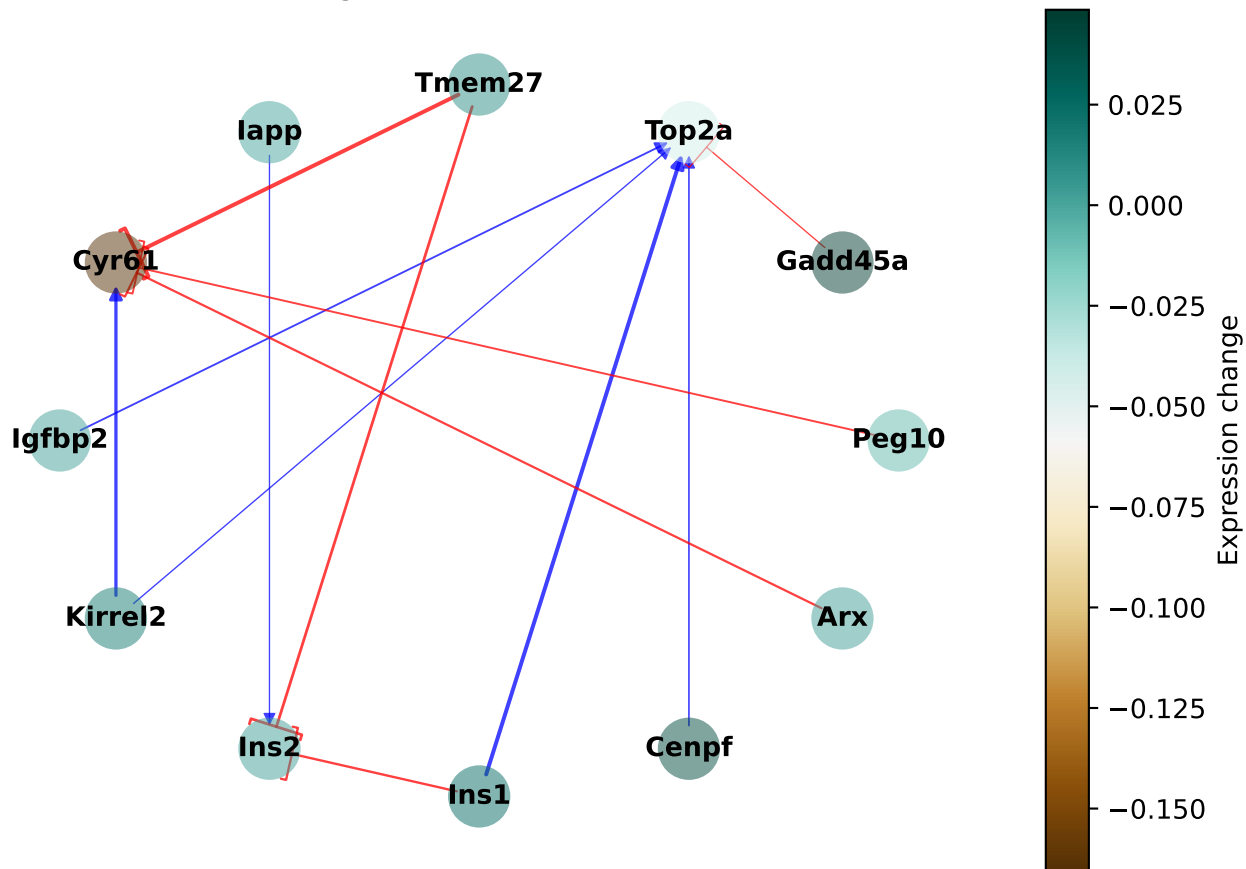 Tmem27
Iapp
Top2a
Cyr61
Gadd45a
Igfbp2
Peg10
Kirrel2
Arx
Ins2
Cenpf
Ins1
0.025
0.000
−0.025
−0.050
−0.075
−0.100
−0.125
−0.150
Expression change